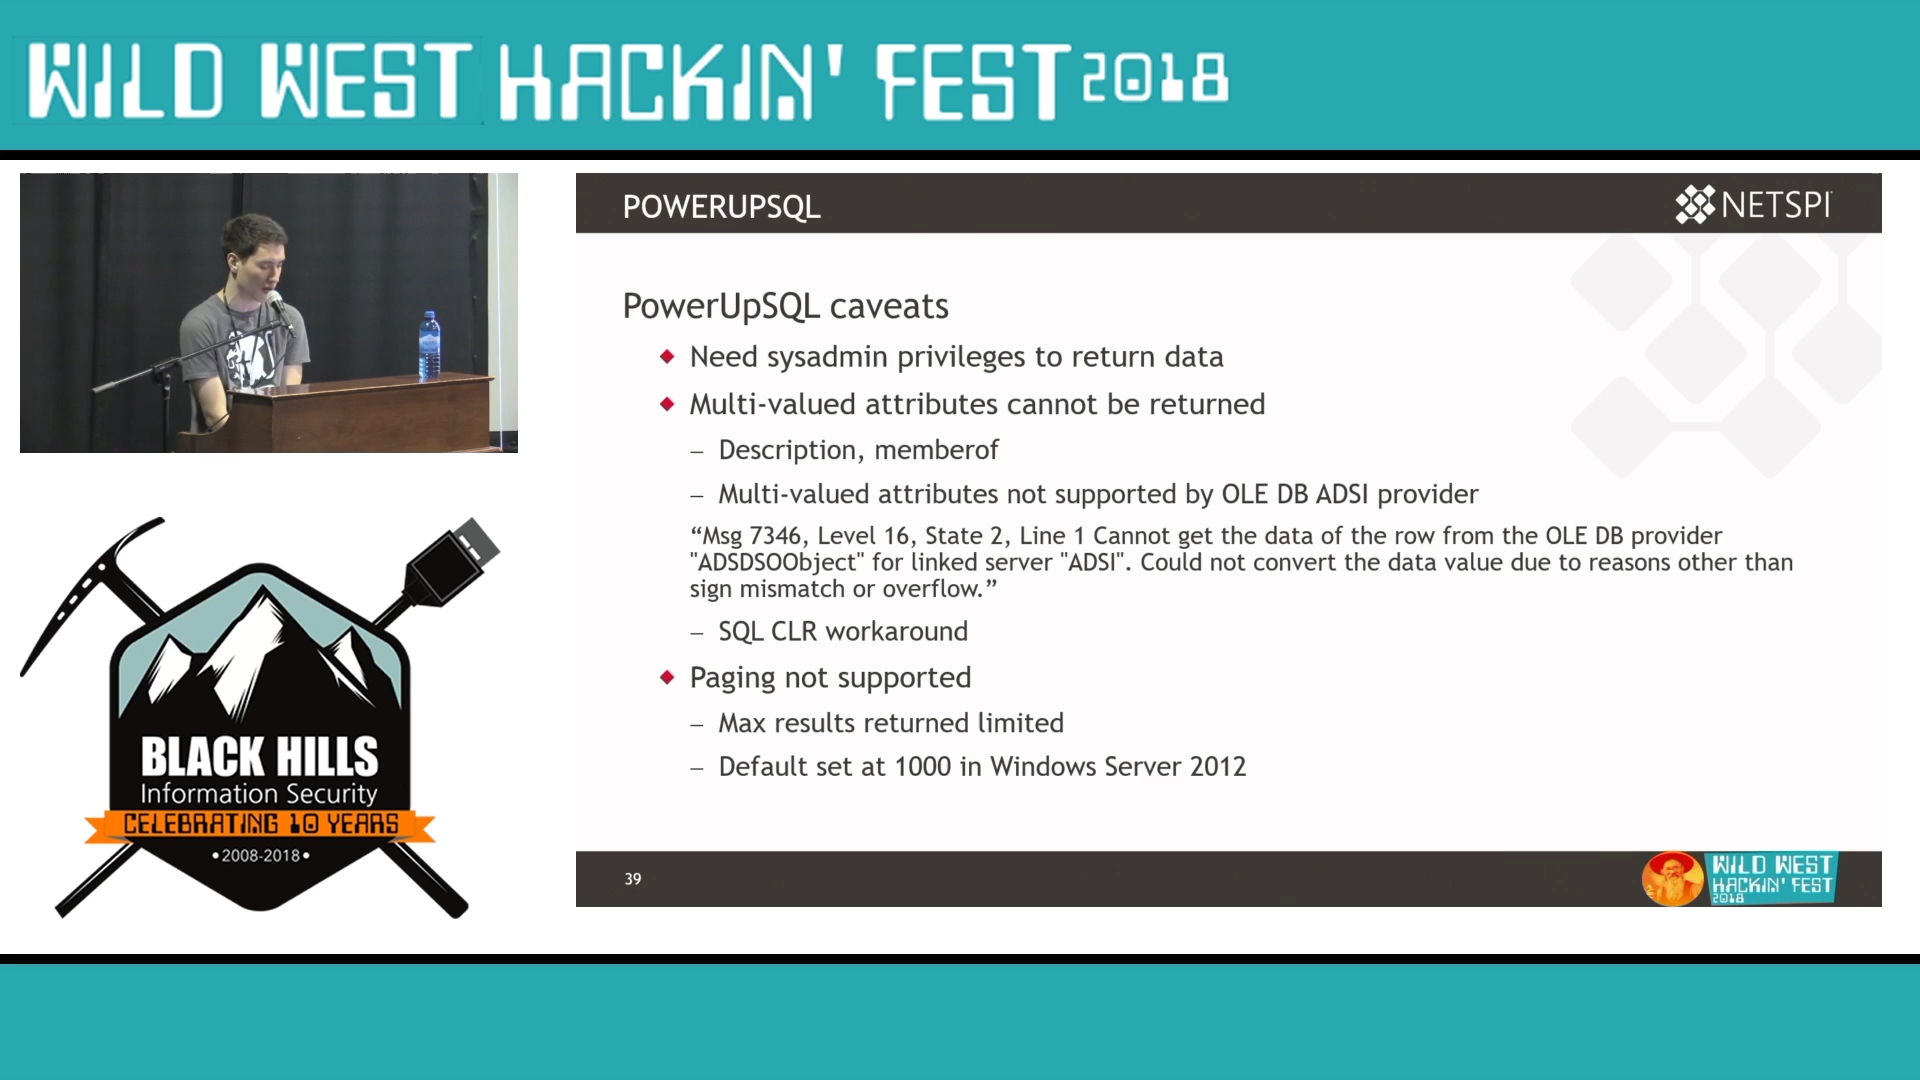 WILD WEST HACKIN' FEST 2018
POWERUPSQL
NETSPI
PowerUpSQL caveats
Need sysadmin privileges to return data
Multi-valued attributes cannot be returned
– Description, memberof
– Multi-valued attributes not supported by OLE DB ADSI provider
“Msg 7346, Level 16, State 2, Line 1 Cannot get the data of the row from the OLE DB provider
"ADSDSOObject" for linked server "ADSI". Could not convert the data value due to reasons other than
sign mismatch or overflow.”
– SQL CLR workaround
Paging not supported
– Max results returned limited
– Default set at 1000 in Windows Server 2012
39
WILD WEST
HACKIN' FEST
2018
BLACK HILLS
Information Security
CELEBRATING 10 YEARS
•2008-2018•